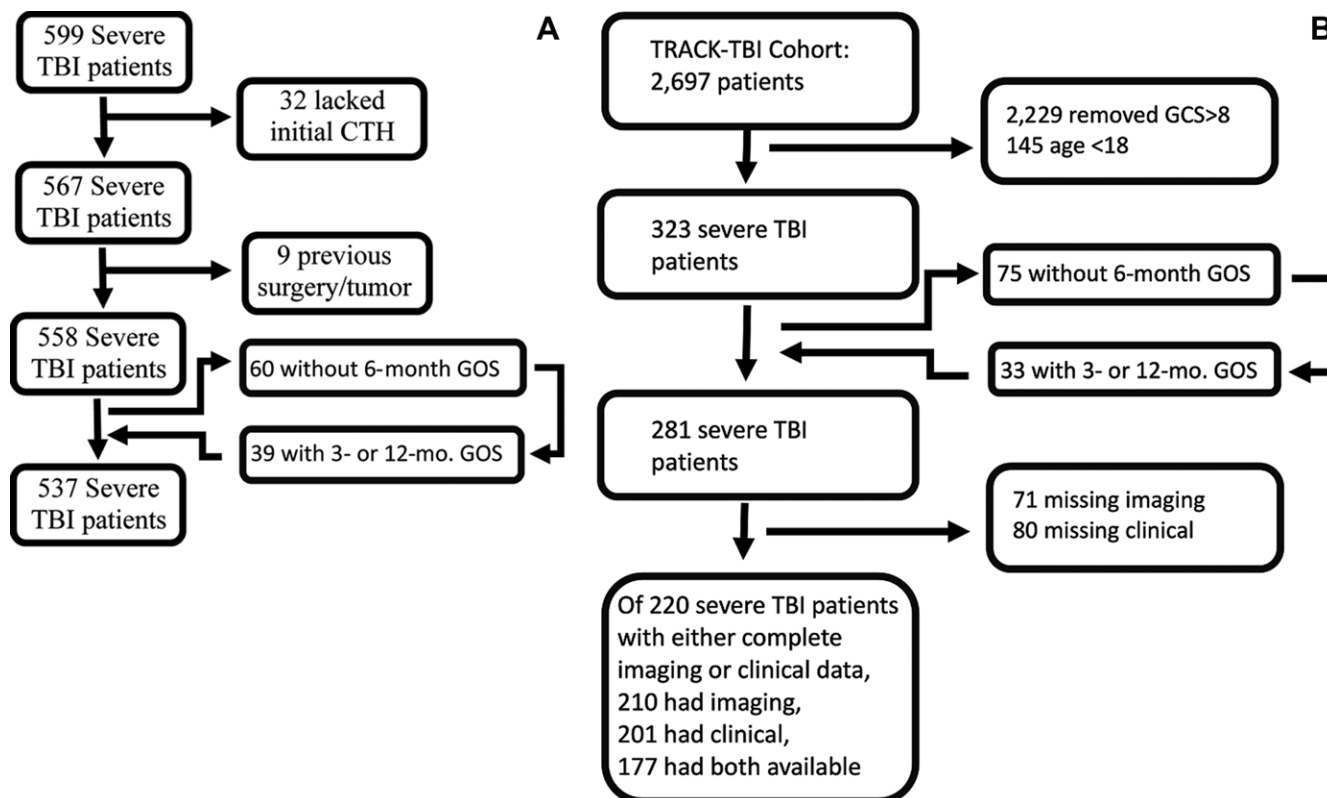 A
599 Severe
TBI patients
32 lacked
initial CTH
567 Severe
TBI patients
9 previous
surgery/tumor
558 Severe
TBI patients
60 without 6-month GOS
39 with 3- or 12-mo. GOS
537 Severe
TBI patients
B
TRACK-TBI Cohort:
2,697 patients
2,229 removed GCS>8
145 age <18
323 severe TBI
patients
75 without 6-month GOS
33 with 3- or 12-mo. GOS
281 severe TBI
patients
71 missing imaging
80 missing clinical
Of 220 severe TBI patients
with either complete
imaging or clinical data,
210 had imaging,
201 had clinical,
177 had both available